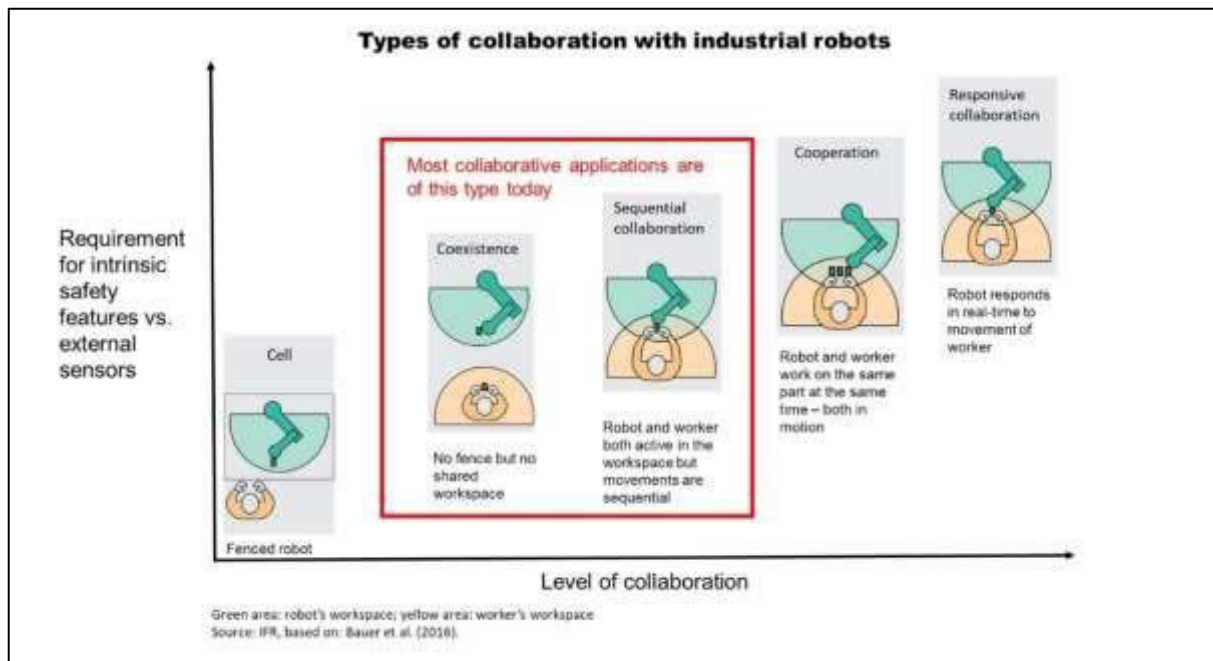 Types of collaboration with industrial robots
Requirement
for intrinsic
safety
features vs.
external
sensors
Cell
Fenced robot
Most collaborative applications are
of this type today
Coexistence
No fence but no
shared
workspace
Sequential
collaboration
Robot and worker
both active in the
workspace but
movements are
sequential
Cooperation
Robot and worker
work on the same
part at the same
time – both in
motion
Responsive
collaboration
Robot responds
in real-time to
movement of
worker
Level of collaboration
Green area: robot's workspace; yellow area: worker's workspace
Source: IFR, based on: Bauer et al. (2016).